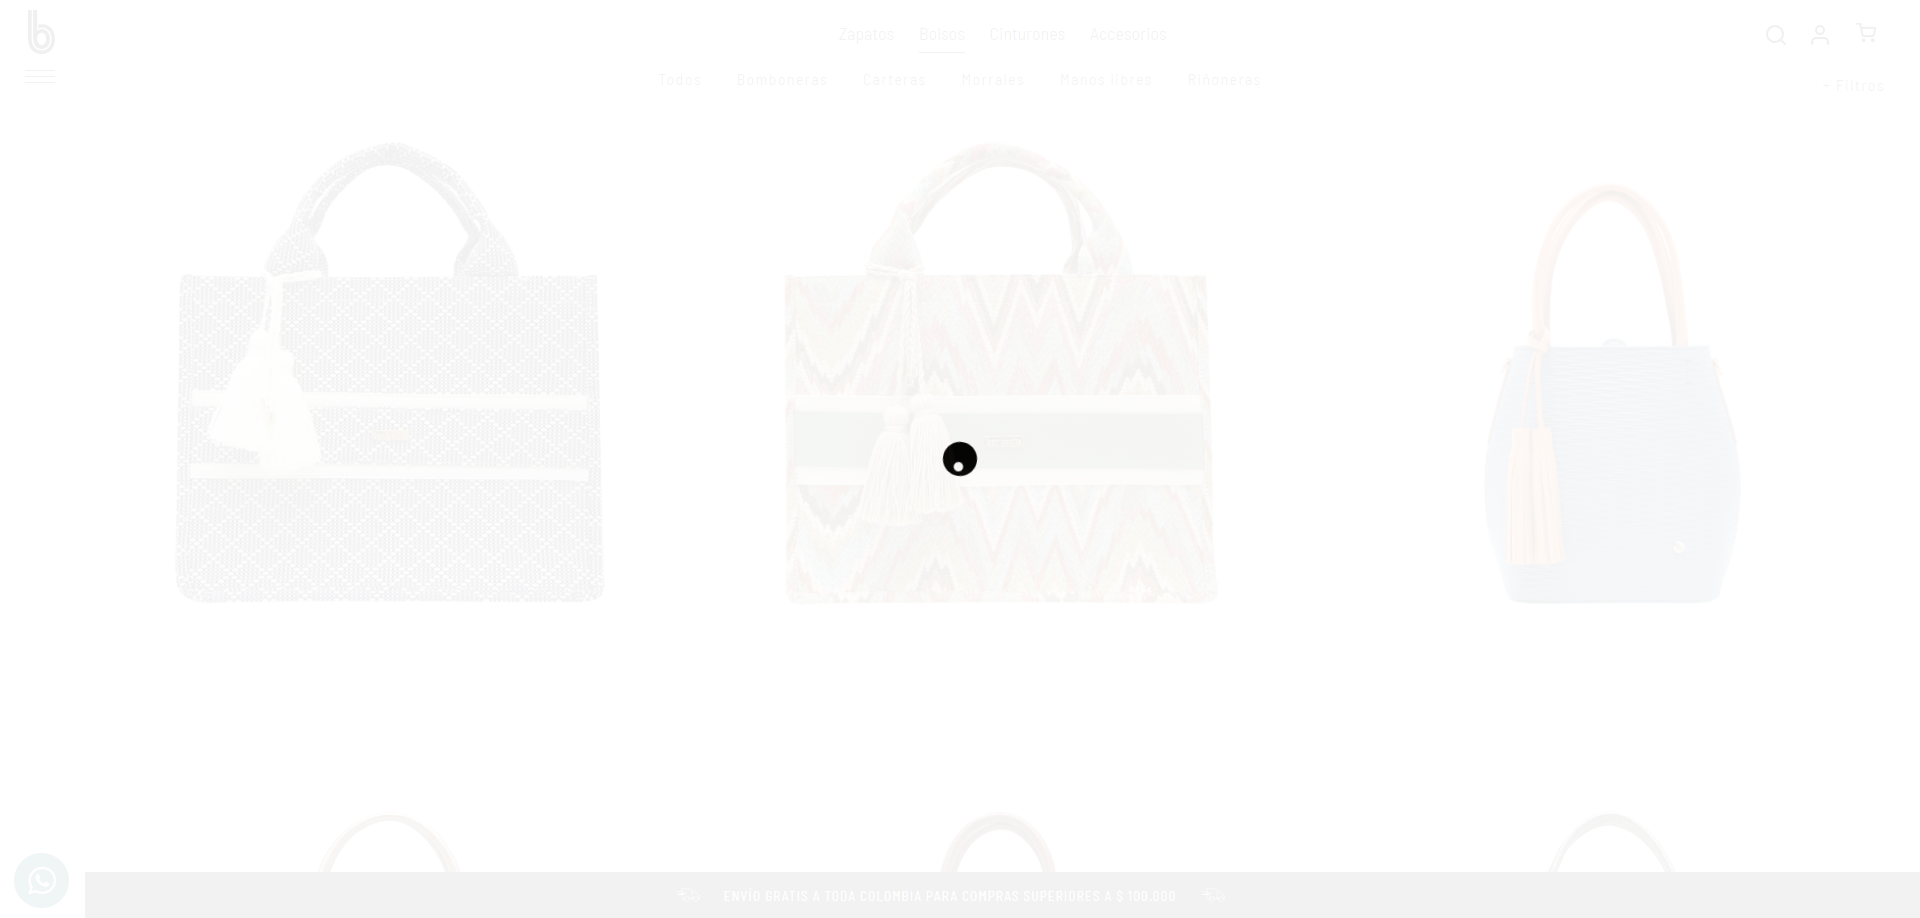 b
Zapatos Bolsos Cinturones Accesorios
Todos Bomboneras Carteras Morrales Manos libres Riñoneras
+ Filtros
ENVÍO GRATIS A TODA COLOMBIA PARA COMPRAS SUPERIORES A $ 100.000